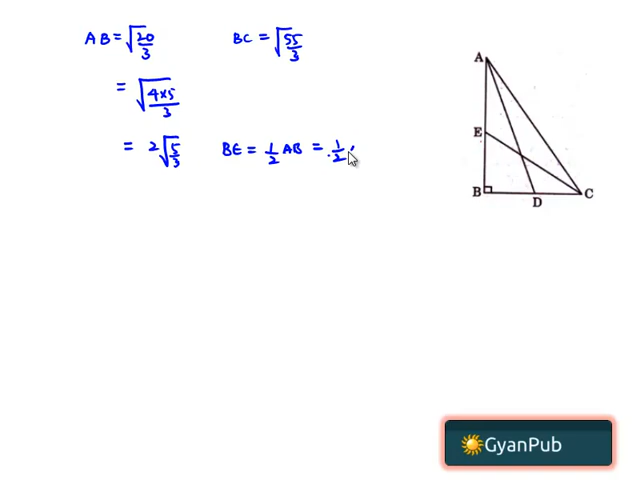 AB = √20/3   BC = √55/3
= √4×5/3
= 2√5/3   BE = 1/2 AB = 1/2
A
E
B
D
C
GyanPub